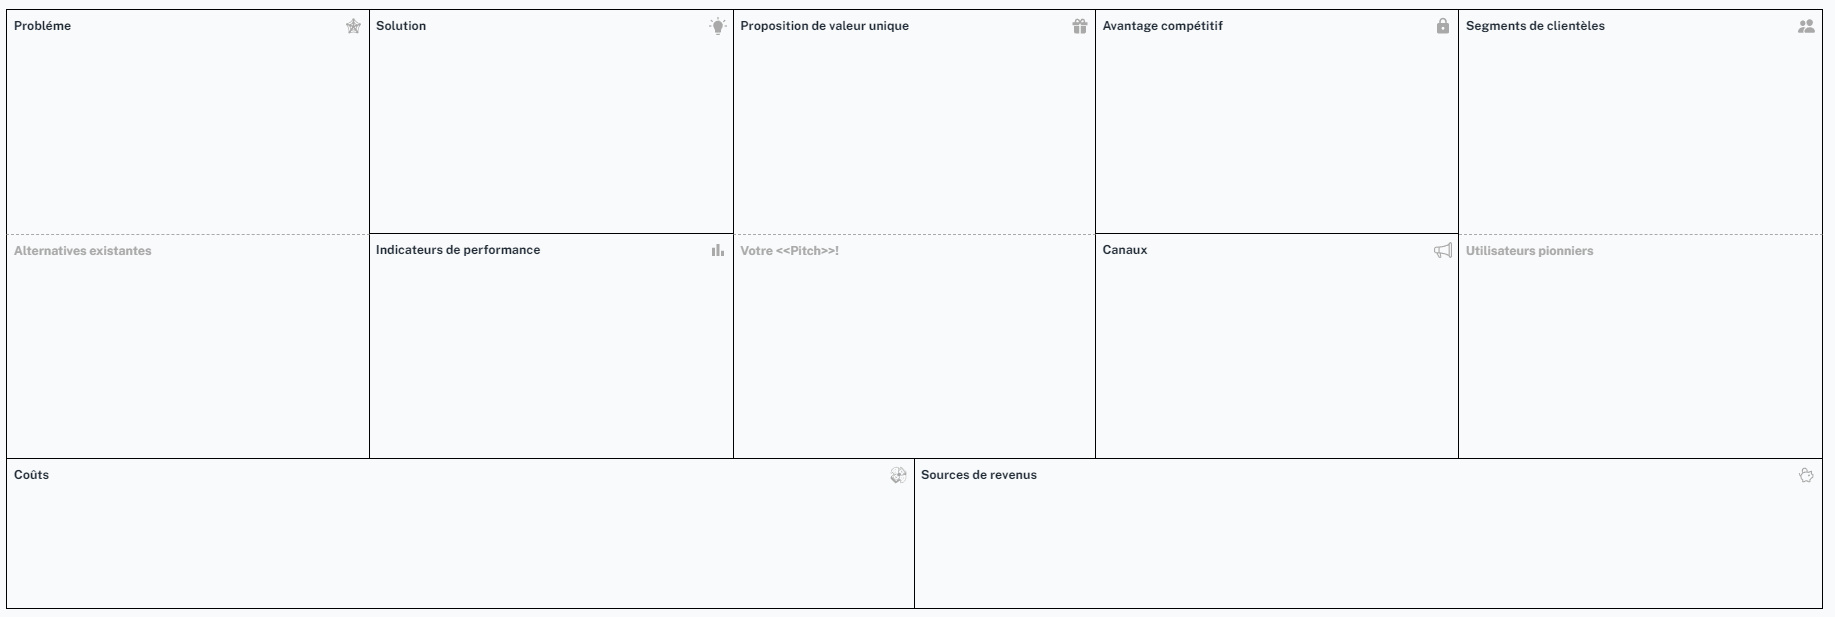 Probléme
Solution
Proposition de valeur unique
Avantage compétitif
Segments de clientèles
Alternatives existantes
Indicateurs de performance
Votre <<Pitch>>!
Canaux
Utilisateurs pionniers
Coûts
Sources de revenus